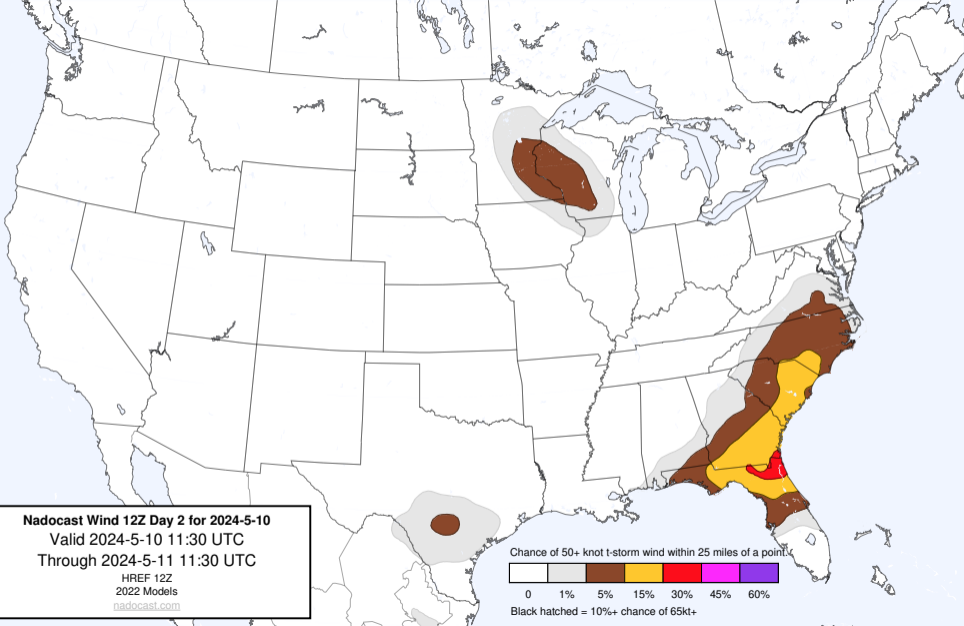 Nadocast Wind 12Z Day 2 for 2024-5-10
Valid 2024-5-10 11:30 UTC
Through 2024-5-11 11:30 UTC
HREF 12Z
2022 Models
nadocast.com
Chance of 50+ knot t-storm wind within 25 miles of a point.
0 1% 5% 15% 30% 45% 60%
Black hatched = 10%+ chance of 65kt+